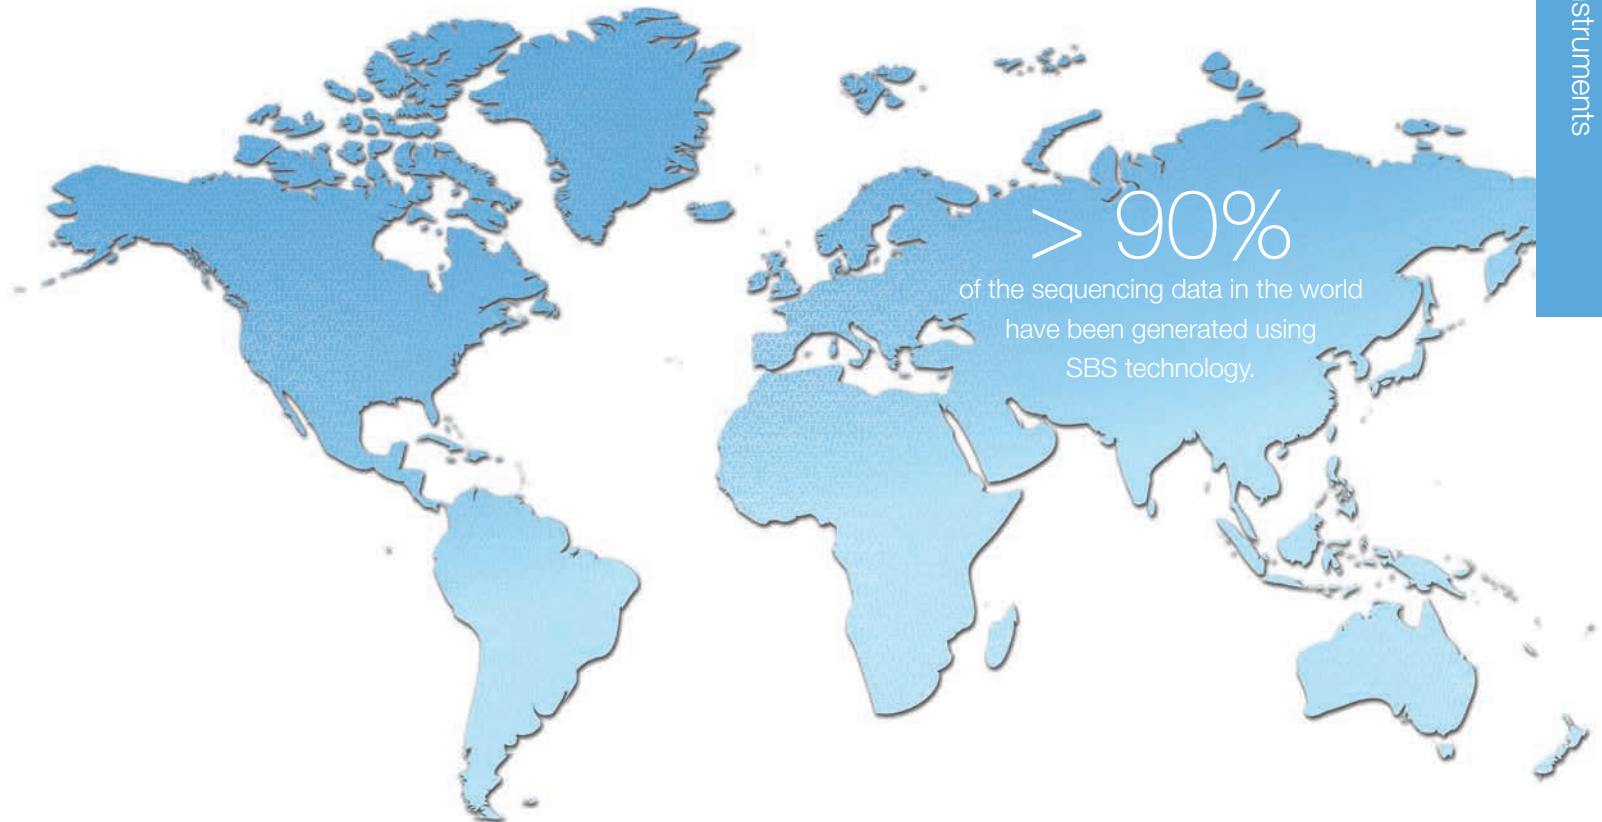 > 90%
of the sequencing data in the world
have been generated using
SBS technology.
struments